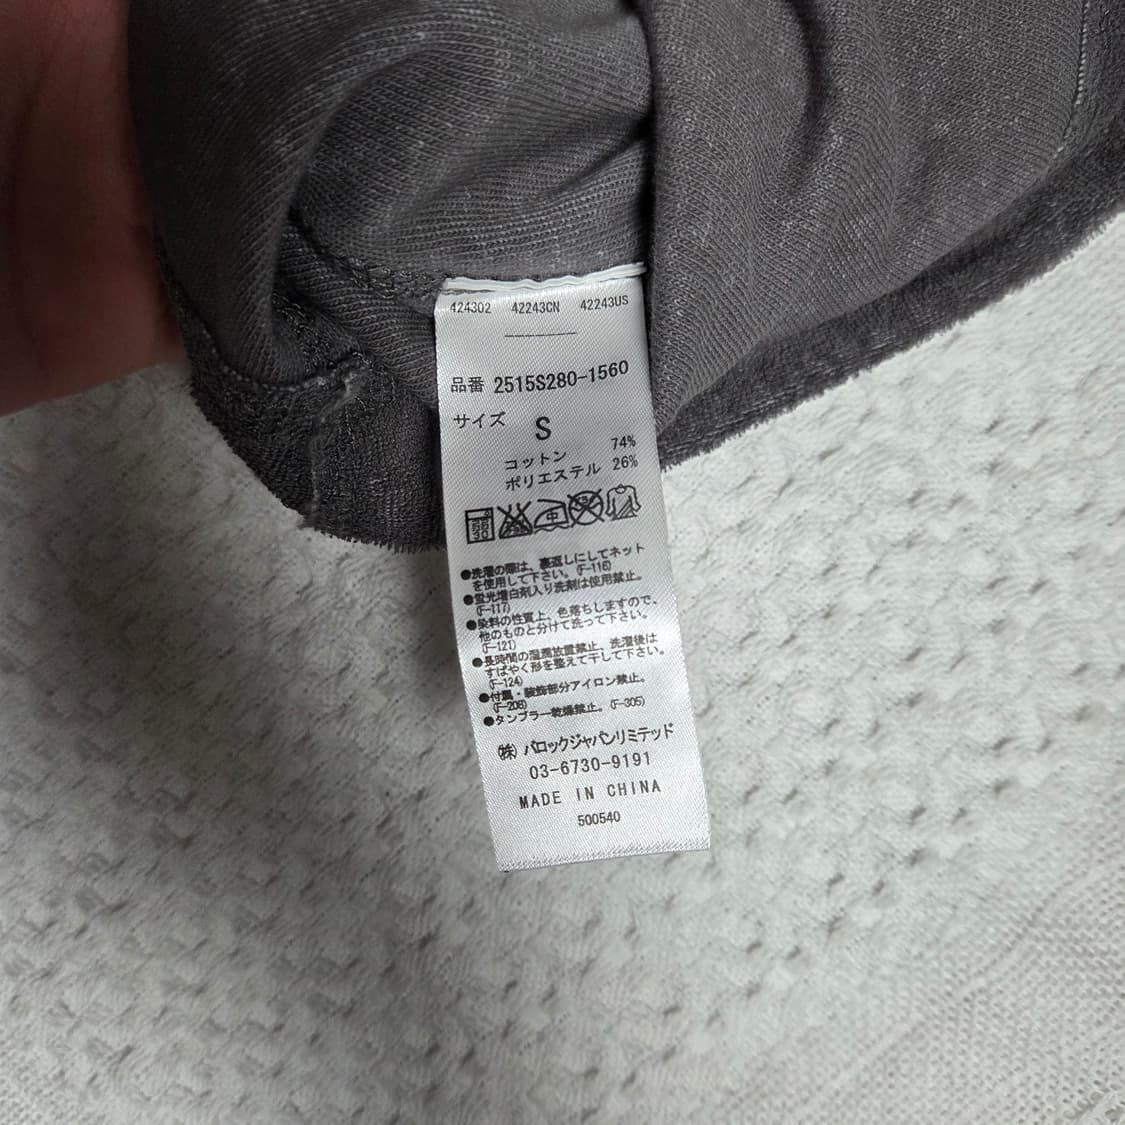 424302 42243CN 42243US
品番 2515S280-1560
サイズ S
コットン 74%
ポリエステル 26%
30 中
●洗濯の際は、裏返しにしてネット
を使用して下さい。(F-116)
●蛍光増白剤入り洗剤は使用禁止。
(F-117)
●染料の性質上、色落ちしますので、
他のものと分けて洗って下さい。
(F-121)
●長時間の湿潤放置禁止、洗濯後は
すばやく形を整えて干して下さい。
(F-124)
●付属・装飾部分アイロン禁止。
(F-208)
●タンブラー乾燥禁止。(F-305)
(株)バロックジャパンリミテッド
03-6730-9191
MADE IN CHINA
500540